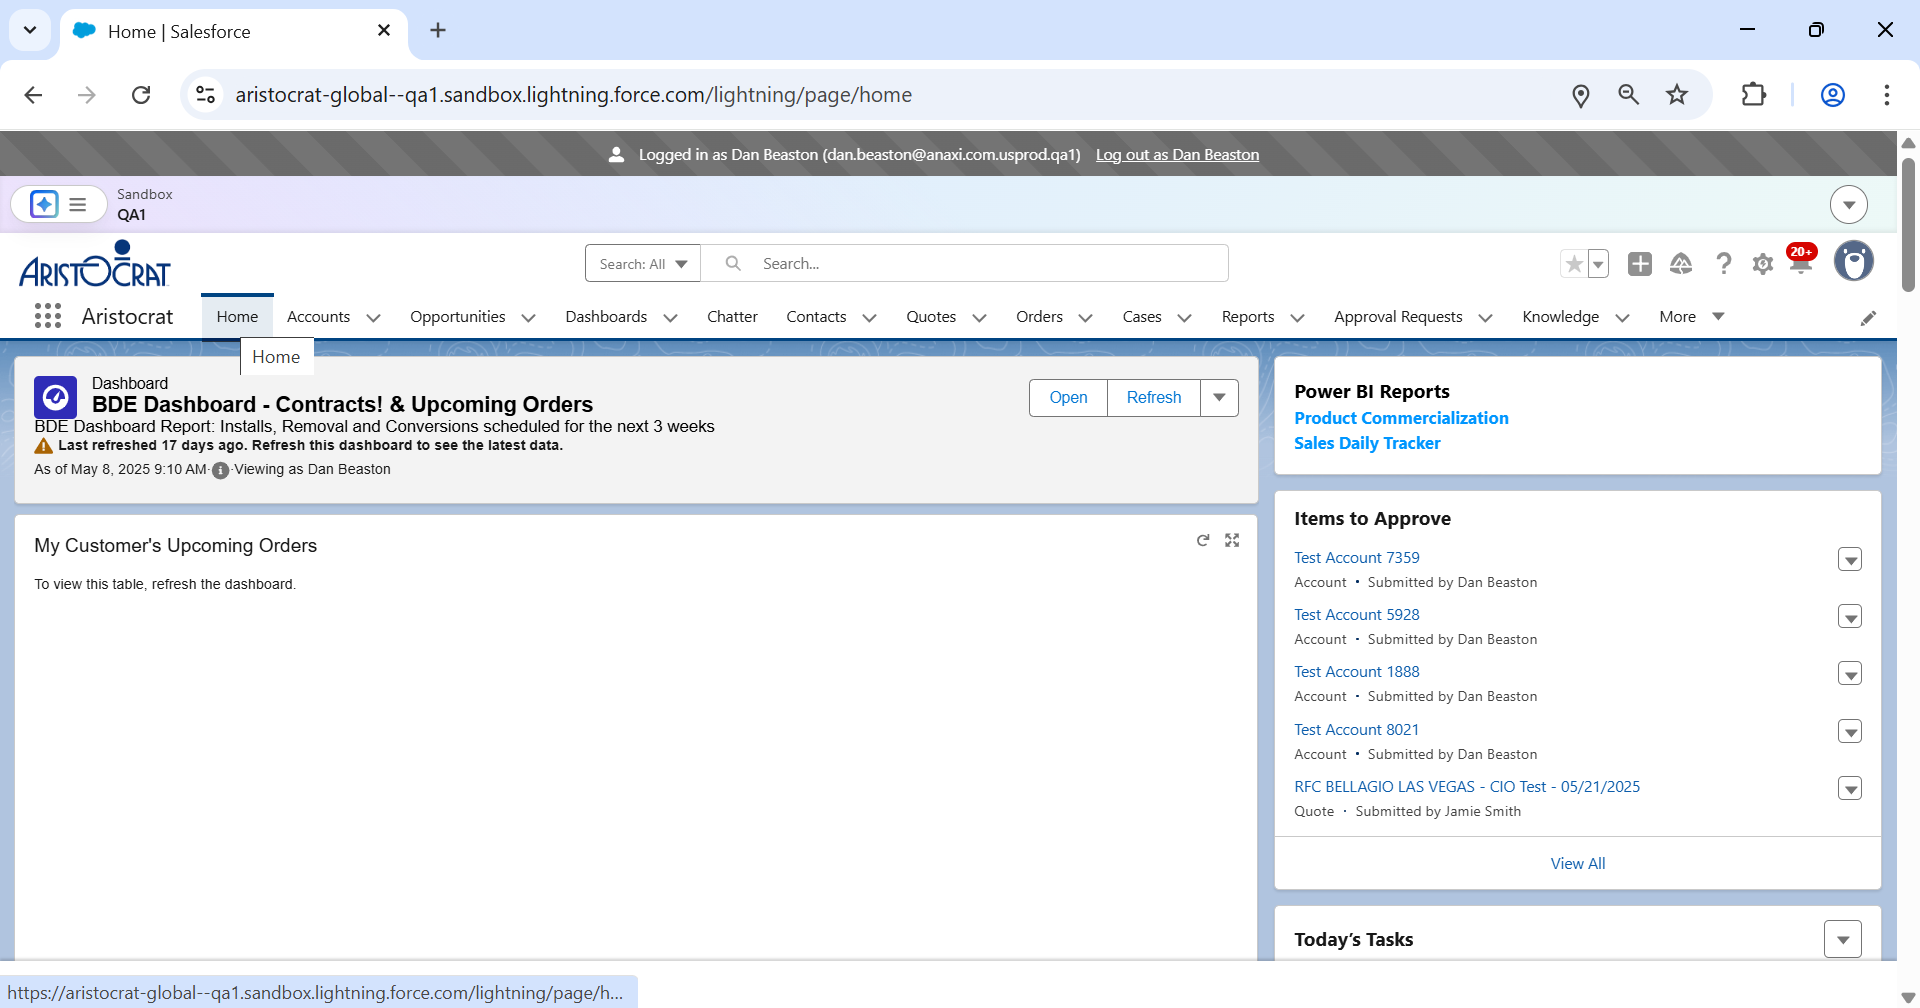 Home | Salesforce
aristocrat-global--qa1.sandbox.lightning.force.com/lightning/page/home
Logged in as Dan Beaston (dan.beaston@anaxi.com.usprod.qa1) Log out as Dan Beaston
Sandbox
QA1
ARISTOCRAT
Search: All
Search...
20+
Aristocrat
Home
Accounts
Opportunities
Dashboards
Chatter
Contacts
Quotes
Orders
Cases
Reports
Approval Requests
Knowledge
More
Home
Dashboard
BDE Dashboard - Contracts! & Upcoming Orders
BDE Dashboard Report: Installs, Removal and Conversions scheduled for the next 3 weeks
Last refreshed 17 days ago. Refresh this dashboard to see the latest data.
As of May 8, 2025 9:10 AM·Viewing as Dan Beaston
Open
Refresh
My Customer's Upcoming Orders
To view this table, refresh the dashboard.
Power BI Reports
Product Commercialization
Sales Daily Tracker
Items to Approve
Test Account 7359
Account • Submitted by Dan Beaston
Test Account 5928
Account • Submitted by Dan Beaston
Test Account 1888
Account • Submitted by Dan Beaston
Test Account 8021
Account • Submitted by Dan Beaston
RFC BELLAGIO LAS VEGAS - CIO Test - 05/21/2025
Quote • Submitted by Jamie Smith
View All
Today's Tasks
https://aristocrat-global--qa1.sandbox.lightning.force.com/lightning/page/h...